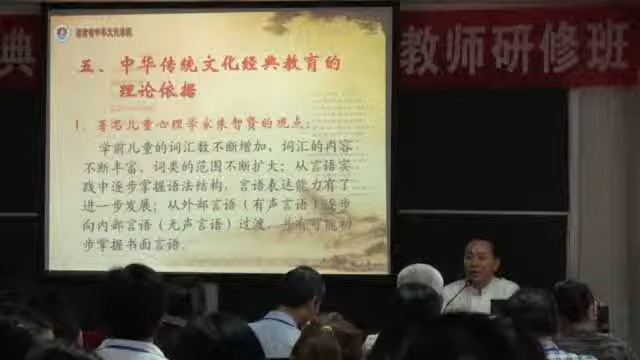 典
教师研修班
五、中华传统文化经典教育的
理论依据
1、著名儿童心理学家朱智贤的观点：
学前儿童的词汇数不断增加，词汇的内容
不断丰富，词类的范围不断扩大；从言语实
践中逐步掌握语法结构，言语表达能力有了
进一步发展；从外部言语（有声言语）逐步
向内部言语（无声言语）过渡，并有可能初
步掌握书面言语。